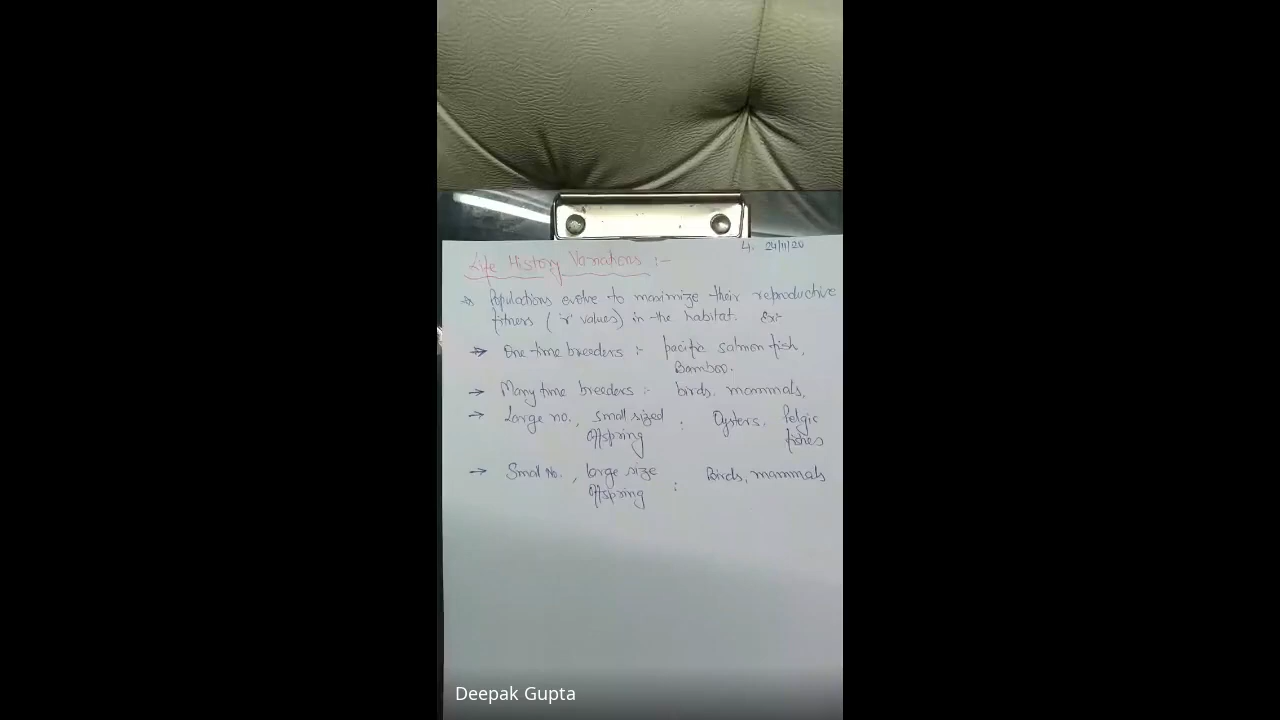 4. 24/11/20
Life History Variations :-
Populations evolve to maximize their reproductive
fitness ('r' values) in the habitat. Ex:-
→ One time breeders :- pacific salmon fish,
Bamboo.
→ Many time breeders :- birds, mammals,
→ Large no., small sized : Oysters. Pelgic
offspring fishes
→ Small No., large size : Birds, mammals
offspring
Deepak Gupta